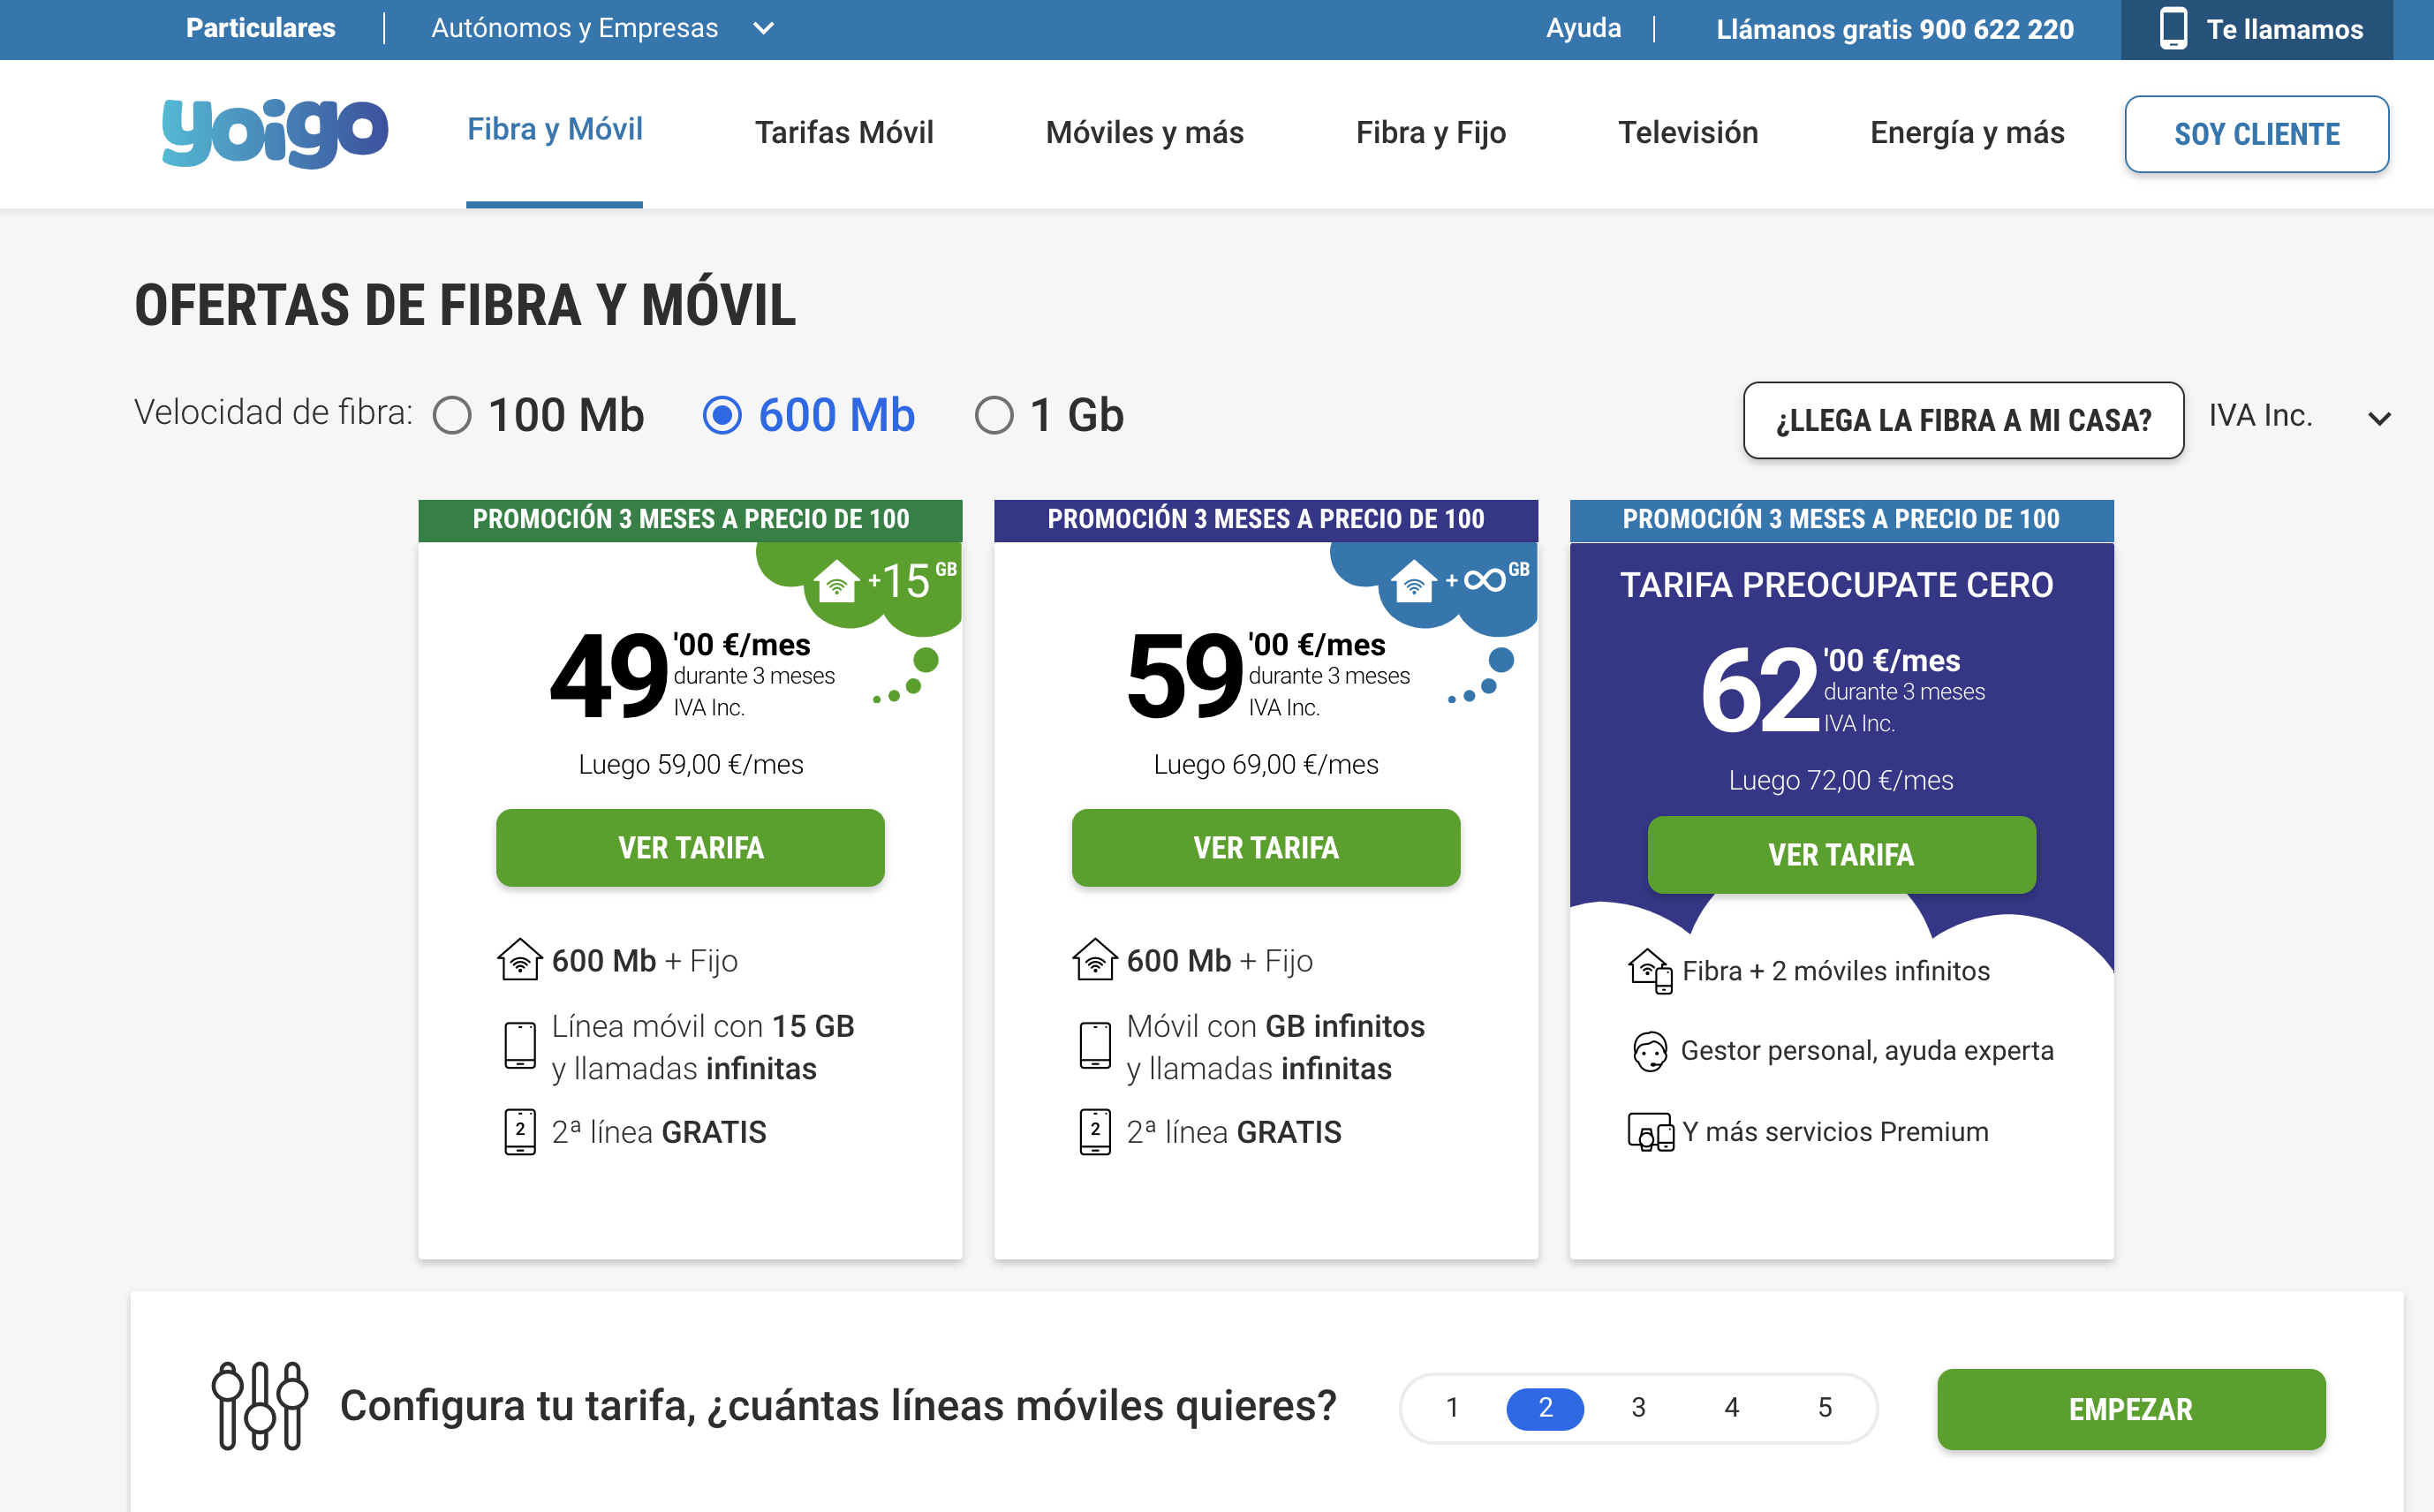 Particulares
Autónomos y Empresas
Ayuda
Llámanos gratis 900 622 220
Te llamamos
yoigo
Fibra y Móvil
Tarifas Móvil
Móviles y más
Fibra y Fijo
Televisión
Energía y más
SOY CLIENTE
OFERTAS DE FIBRA Y MÓVIL
Velocidad de fibra:
100 Mb
600 Mb
1 Gb
¿LLEGA LA FIBRA A MI CASA?
IVA Inc.
PROMOCIÓN 3 MESES A PRECIO DE 100
+15 GB
49'00 €/mes
durante 3 meses
IVA Inc.
Luego 59,00 €/mes
VER TARIFA
600 Mb + Fijo
Línea móvil con 15 GB
y llamadas infinitas
2
2ª línea GRATIS
PROMOCIÓN 3 MESES A PRECIO DE 100
+∞ GB
59'00 €/mes
durante 3 meses
IVA Inc.
Luego 69,00 €/mes
VER TARIFA
600 Mb + Fijo
Móvil con GB infinitos
y llamadas infinitas
2
2ª línea GRATIS
PROMOCIÓN 3 MESES A PRECIO DE 100
TARIFA PREOCUPATE CERO
62'00 €/mes
durante 3 meses
IVA Inc.
Luego 72,00 €/mes
VER TARIFA
Fibra + 2 móviles infinitos
Gestor personal, ayuda experta
Y más servicios Premium
Configura tu tarifa, ¿cuántas líneas móviles quieres?
1 2 3 4 5
EMPEZAR